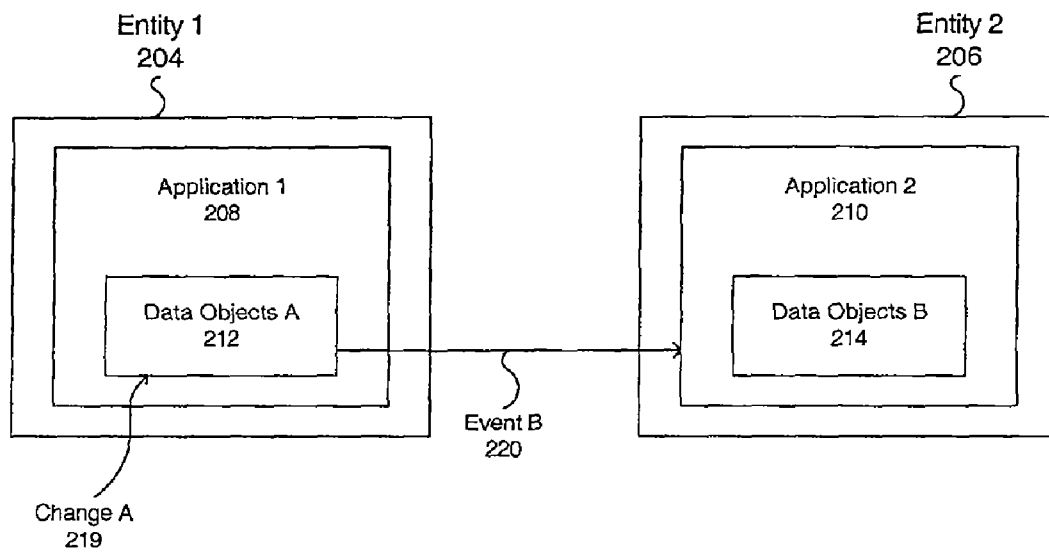 Entity 1
204
Entity 2
206
Application 1
208
Application 2
210
Data Objects A
212
Data Objects B
214
Event B
220
Change A
219